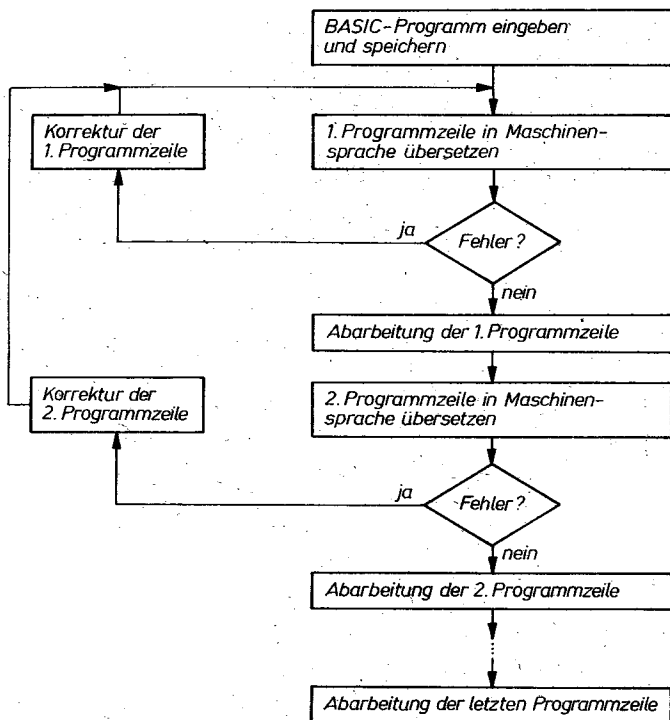 BASIC-Programm eingeben
und speichern
Korrektur der
1. Programmzeile
1. Programmzeile in Maschinen-
sprache übersetzen
ja
Fehler?
nein
Abarbeitung der 1. Programmzeile
Korrektur der
2. Programmzeile
2. Programmzeile in Maschinen-
sprache übersetzen
ja
Fehler?
nein
Abarbeitung der 2. Programmzeile
Abarbeitung der letzten Programmzeile